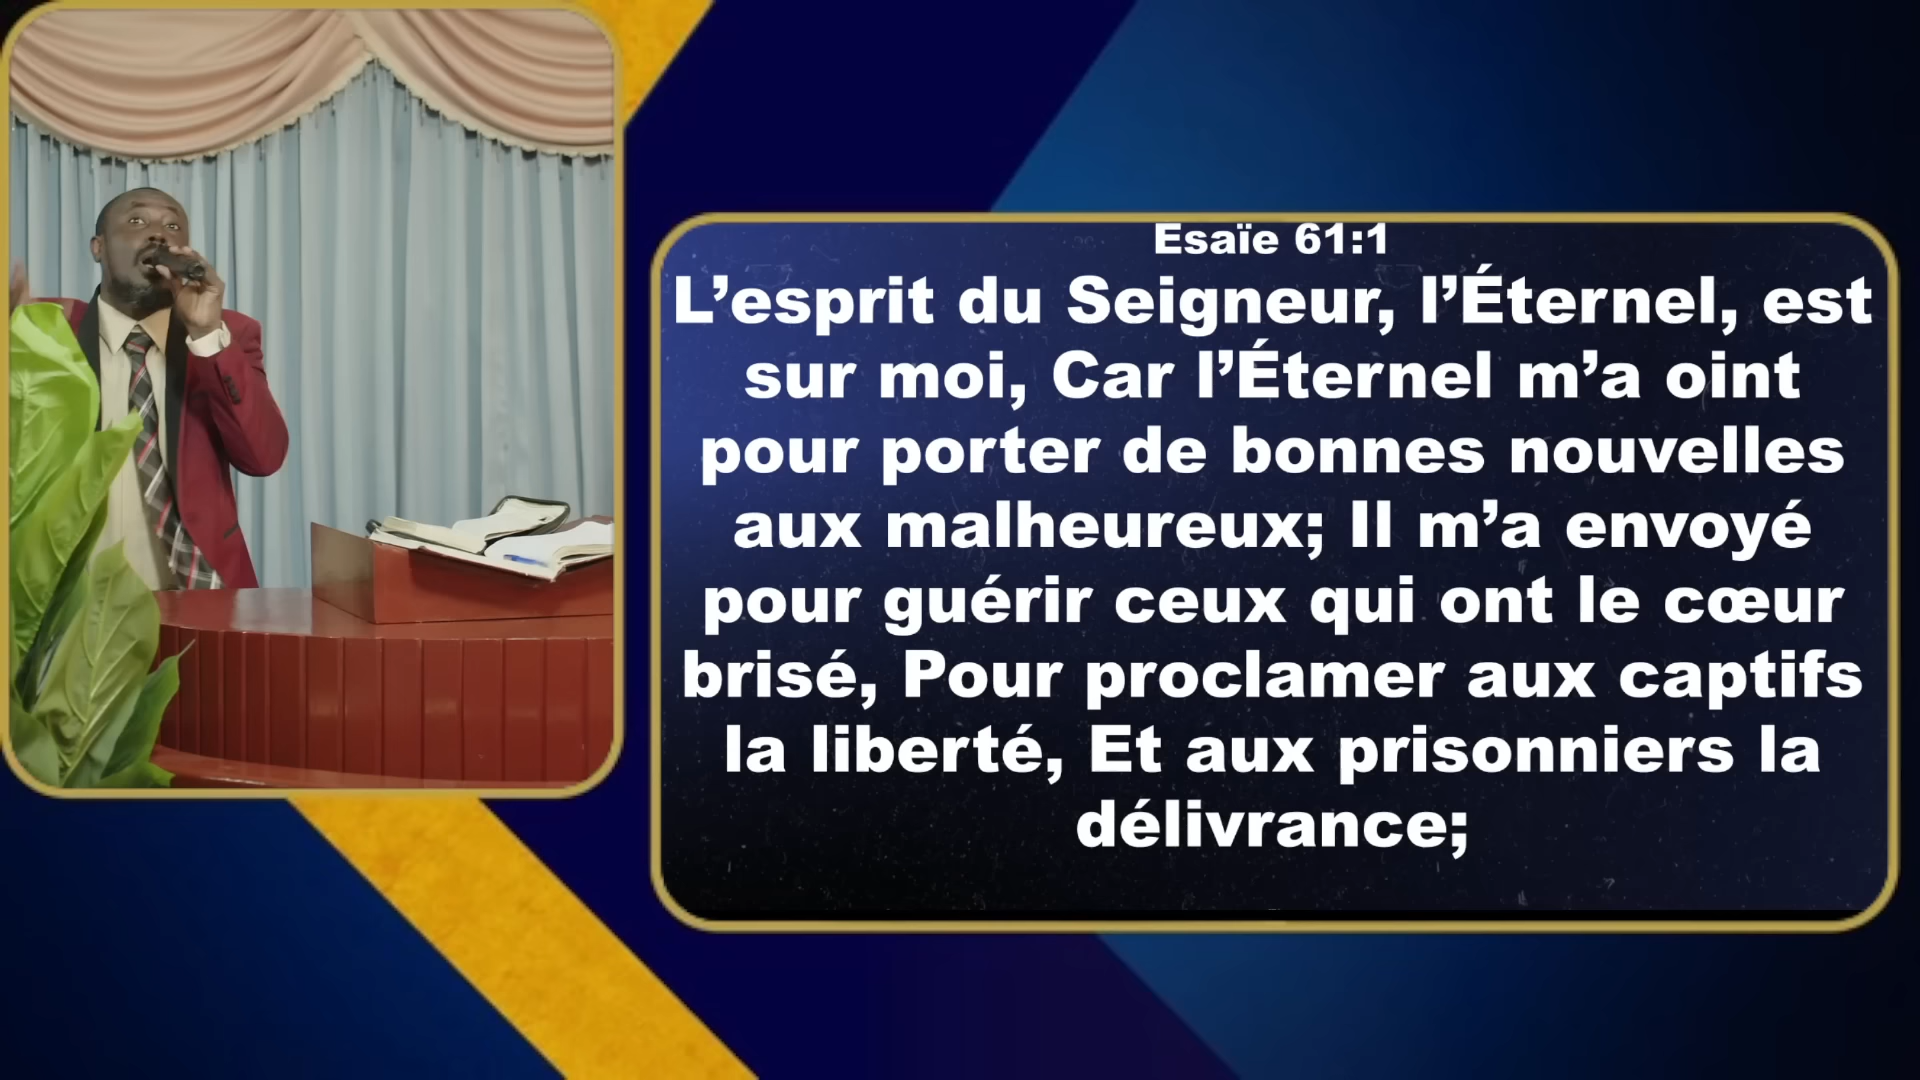 Esaïe 61:1
L’esprit du Seigneur, l’Éternel, est
sur moi, Car l’Éternel m’a oint
pour porter de bonnes nouvelles
aux malheureux; Il m’a envoyé
pour guérir ceux qui ont le cœur
brisé, Pour proclamer aux captifs
la liberté, Et aux prisonniers la
délivrance;